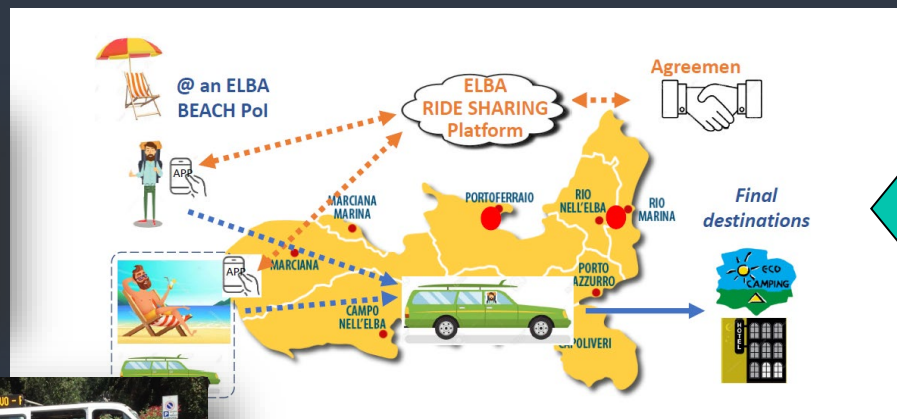 @ an ELBA
BEACH PoI
ELBA
RIDE SHARING
Platform
Agreemen
APP
MARCIANA
MARINA
PORTOFERRAIO
RIO
NELL'ELBA
RIO
MARINA
Final
destinations
APP
MARCIANA
PORTO
AZZURRO
ECO
CAMPING
CAMPO
NELL'ELBA
CAPOLIVERI
HOTEL